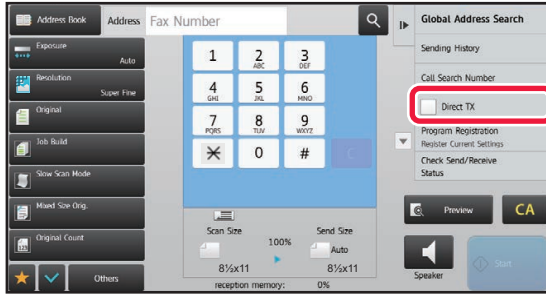 Address Book
Address
Fax Number
Global Address Search
Exposure
Auto
Sending History
Resolution
Super Fine
Call Search Number
Original
Direct TX
Job Build
Program Registration
Register Current Settings
Slow Scan Mode
Check Send/Receive
Status
Mixed Size Orig.
Original Count
123
Others
1
2
ABC
3
DEF
4
GHI
5
JKL
6
MNO
7
PQRS
8
TUV
9
WXYZ
0
#
C
Scan Size
100%
Send Size
Auto
8½x11
8½x11
reception memory: 0%
Preview
CA
Speaker
Start